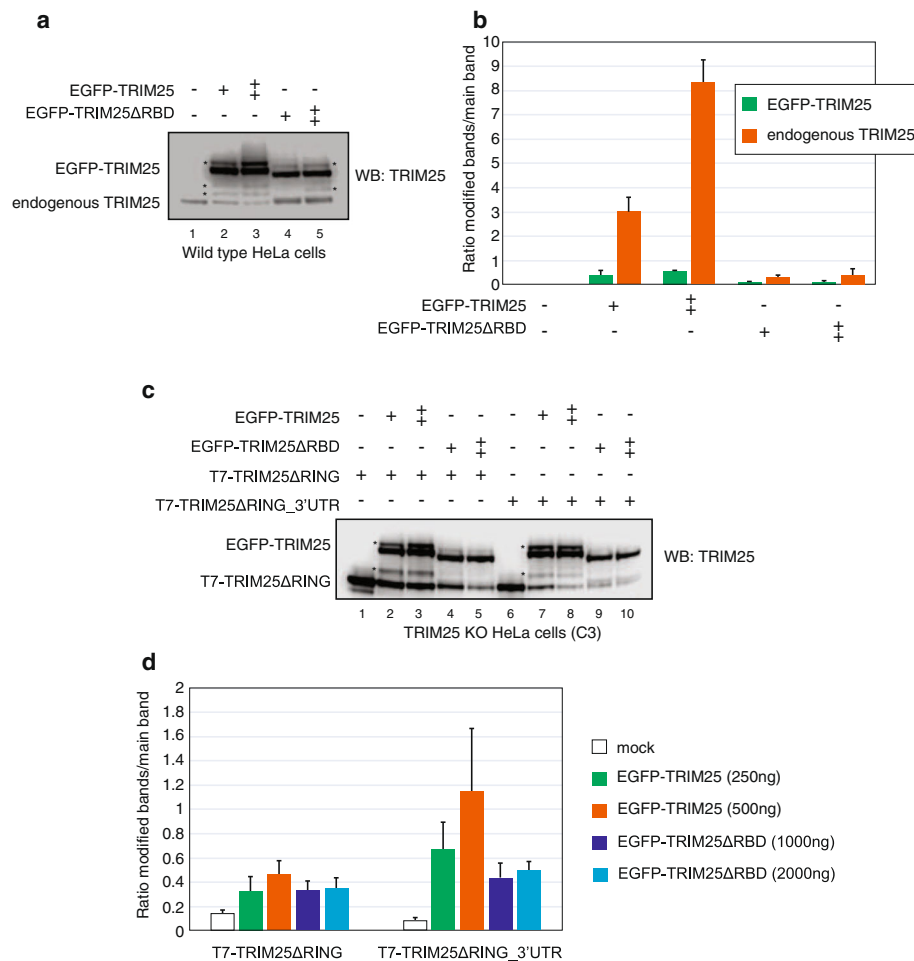 a
EGFP-TRIM25 - + ++ - -
EGFP-TRIM25ΔRBD - - - + ++
EGFP-TRIM25
endogenous TRIM25
* * * * *
WB: TRIM25
1 2 3 4 5
Wild type HeLa cells
b
Ratio modified bands/main band
10
9
8
7
6
5
4
3
2
1
0
EGFP-TRIM25
endogenous TRIM25
EGFP-TRIM25 - + ++ - -
EGFP-TRIM25ΔRBD - - - + ++
c
EGFP-TRIM25 - + ++ - - - + ++ - -
EGFP-TRIM25ΔRBD - - - + ++ - - - + ++
T7-TRIM25ΔRING + + + + + - - - - -
T7-TRIM25ΔRING_3'UTR - - - - - + + + + +
EGFP-TRIM25
T7-TRIM25ΔRING
* * * *
WB: TRIM25
1 2 3 4 5 6 7 8 9 10
TRIM25 KO HeLa cells (C3)
d
Ratio modified bands/main band
2
1.8
1.6
1.4
1.2
1
0.8
0.6
0.4
0.2
0
T7-TRIM25ΔRING T7-TRIM25ΔRING_3'UTR
mock
EGFP-TRIM25 (250ng)
EGFP-TRIM25 (500ng)
EGFP-TRIM25ΔRBD (1000ng)
EGFP-TRIM25ΔRBD (2000ng)